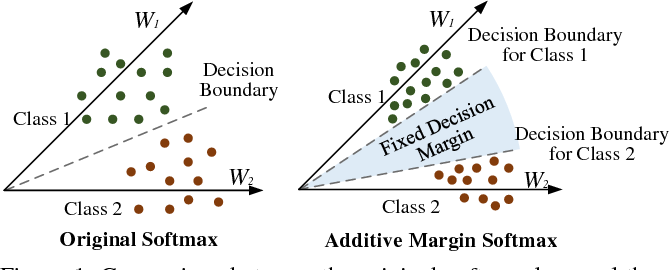 W1
Decision
Boundary
Class 1
W2
Class 2
Original Softmax
W1
Decision Boundary
for Class 1
Class 1
Fixed Decision
Margin
Decision Boundary
for Class 2
W2
Class 2
Additive Margin Softmax